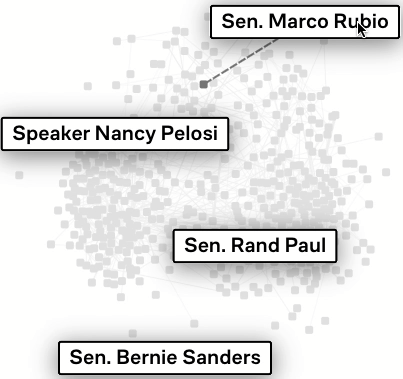 Sen. Marco Rubio
Speaker Nancy Pelosi
Sen. Rand Paul
Sen. Bernie Sanders